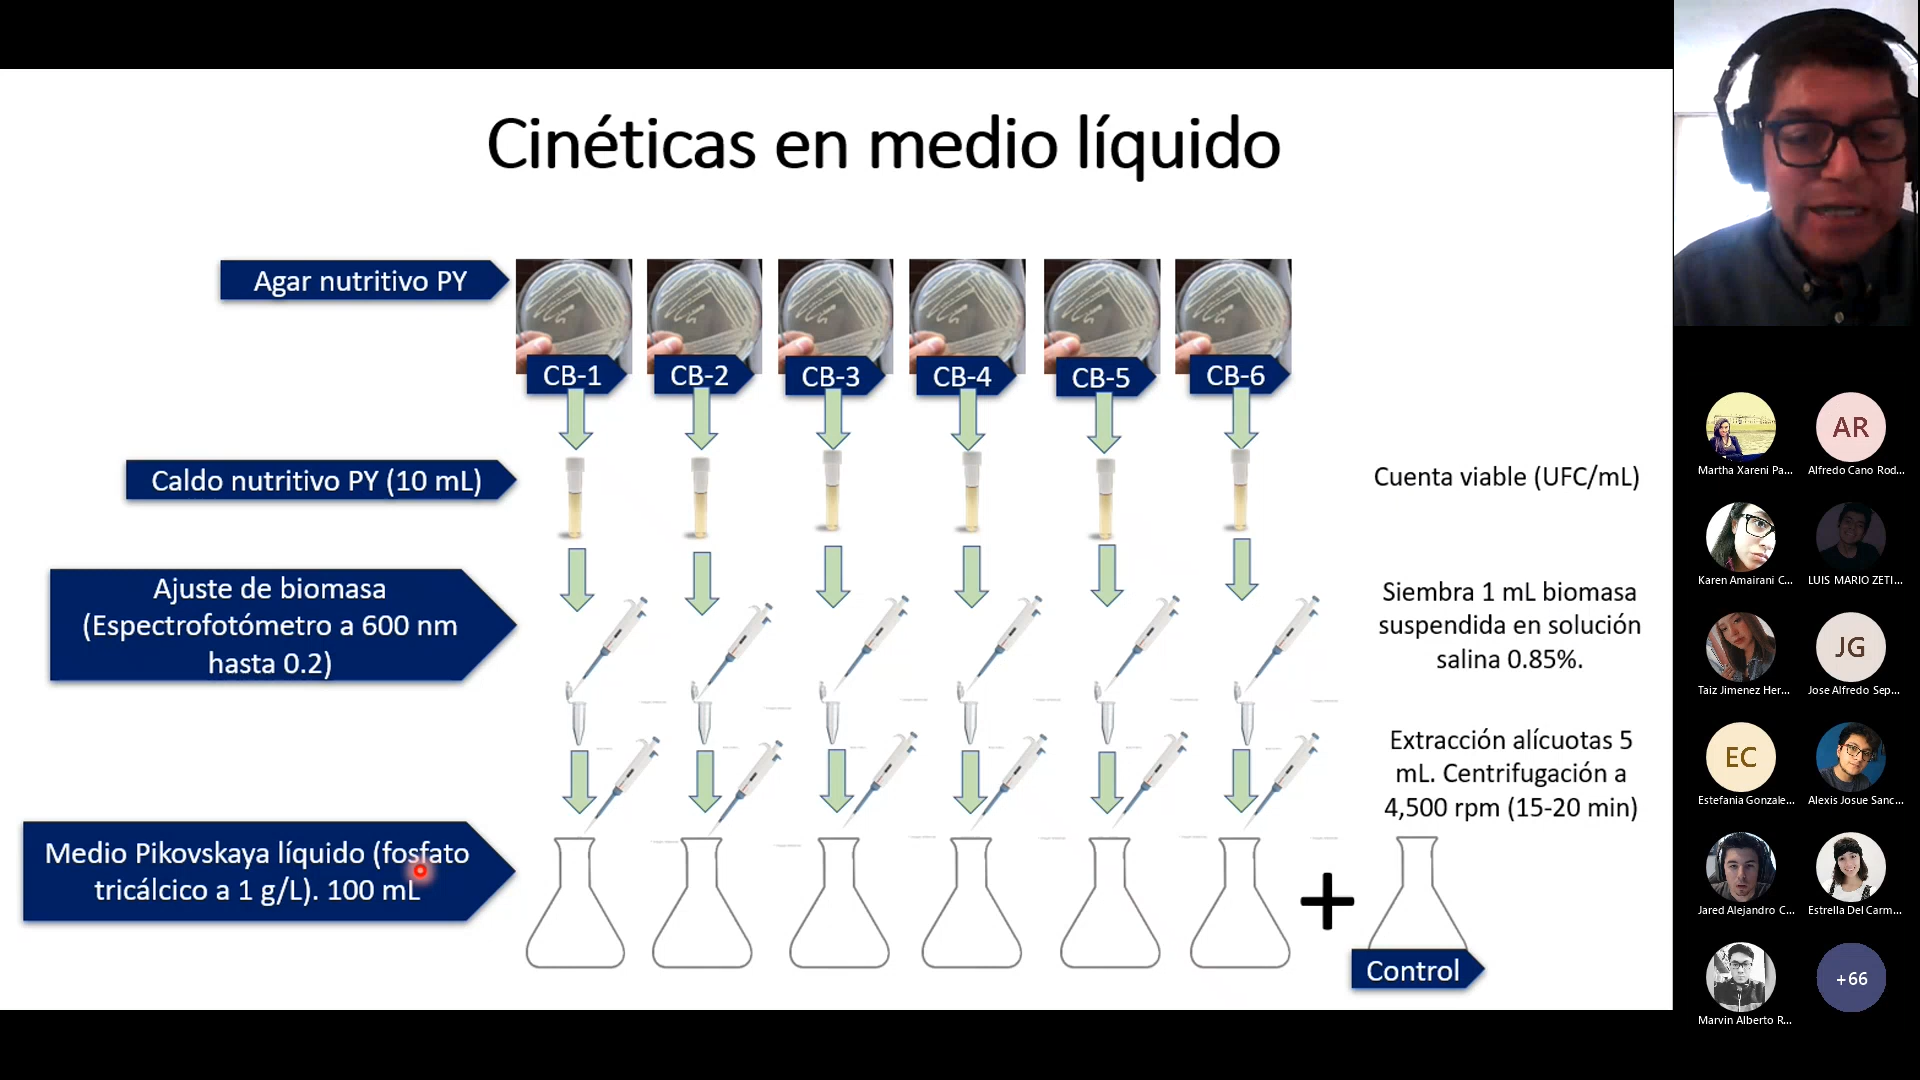 Cinéticas en medio líquido
Agar nutritivo PY
CB-1
CB-2
CB-3
CB-4
CB-5
CB-6
Caldo nutritivo PY (10 mL)
Cuenta viable (UFC/mL)
Ajuste de biomasa
(Espectrofotómetro a 600 nm
hasta 0.2)
Siembra 1 mL biomasa
suspendida en solución
salina 0.85%.
Extracción alícuotas 5
mL. Centrifugación a
4,500 rpm (15-20 min)
Medio Pikovskaya líquido (fosfato
tricálcico a 1 g/L). 100 mL
+
Control
Martha Xareni Pa...
AR
Alfredo Cano Rod...
Karen Amairani C...
LUIS MARIO ZETI...
Taiz Jimenez Her...
JG
Jose Alfredo Sep...
EC
Estefania Gonzale...
Alexis Josue Sanc...
Jared Alejandro C...
Estrella Del Carm...
Marvin Alberto R...
+66